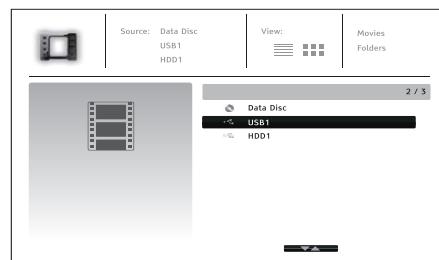 Source: Data Disc
USB1
HDD1
View:
Movies
Folders
2 / 3
Data Disc
USB1
HDD1